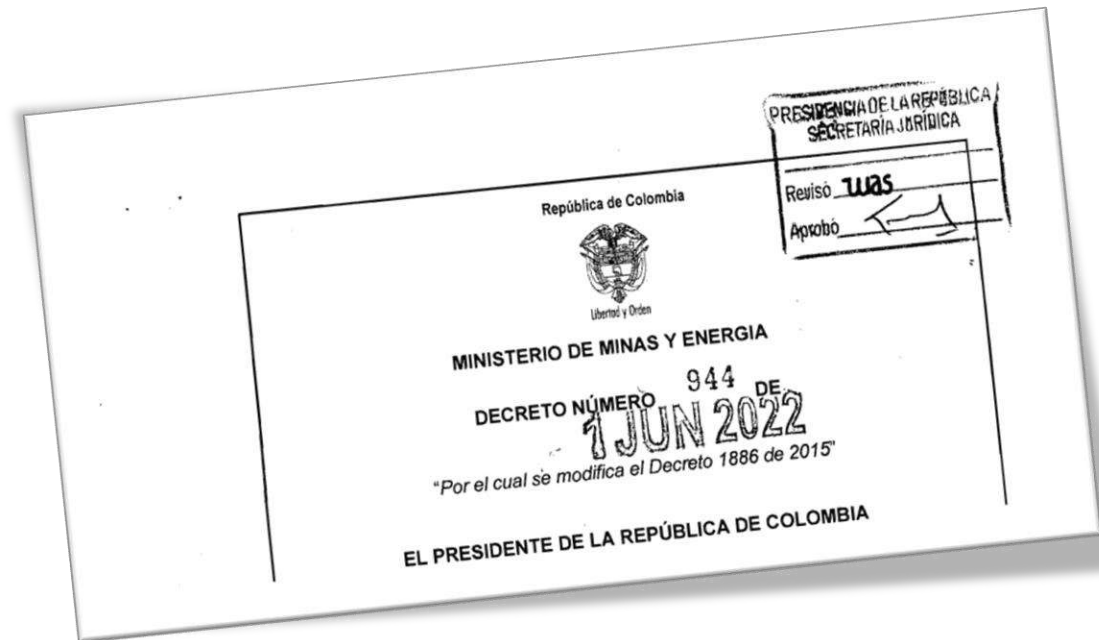 PRESIDENCIA DE LA REPÚBLICA
SECRETARÍA JURÍDICA
Revisó
Aprobó
República de Colombia
Libertad y Orden
MINISTERIO DE MINAS Y ENERGIA
DECRETO NÚMERO 944 DE
1 JUN 2022
"Por el cual se modifica el Decreto 1886 de 2015"
EL PRESIDENTE DE LA REPÚBLICA DE COLOMBIA